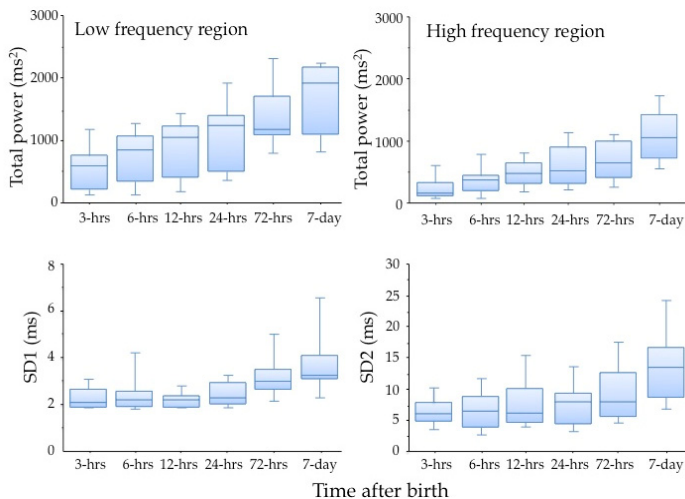 Low frequency region
Total power (ms²)
3000
2000
1000
0
3-hrs 6-hrs 12-hrs 24-hrs 72-hrs 7-day
High frequency region
Total power (ms²)
3000
2000
1000
0
3-hrs 6-hrs 12-hrs 24-hrs 72-hrs 7-day
SD1 (ms)
8
6
4
2
0
3-hrs 6-hrs 12-hrs 24-hrs 72-hrs 7-day
SD2 (ms)
30
25
20
15
10
5
0
3-hrs 6-hrs 12-hrs 24-hrs 72-hrs 7-day
Time after birth